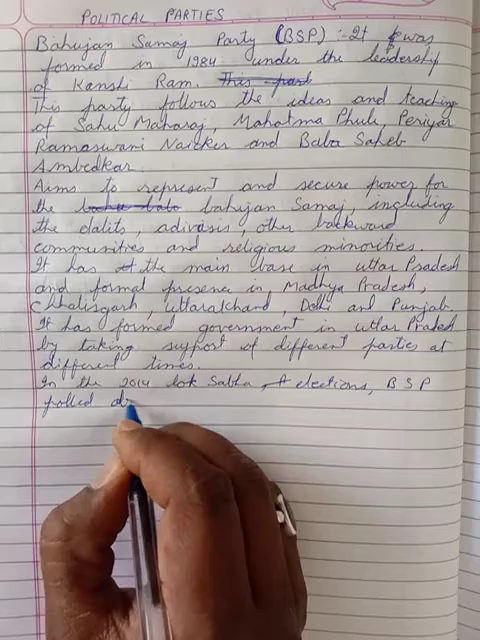 POLITICAL PARTIES
Bahujan Samaj Party (BSP) :- It was
formed in 1984 under the leadership
of Kanshi Ram. This part
This party follows the ideas and teaching
of Sahu Maharaj, Mahatma Phule, Periyar
Ramaswani Naicker and Baba Saheb
Ambedkar.
Aims to represent and secure power for
the bahujan Samaj, including
the dalits, adivasis, other backward
communities and religious minorities.
It has the main base in uttar Pradesh
and formal presence in, Madhya Pradesh,
Chhatisgarh, uttarakhand, Delhi and Punjab.
It has formed government in uttar Pradesh
by taking support of different parties at
different times.
In the 2014 lok Sabha, elections, BSP
polled